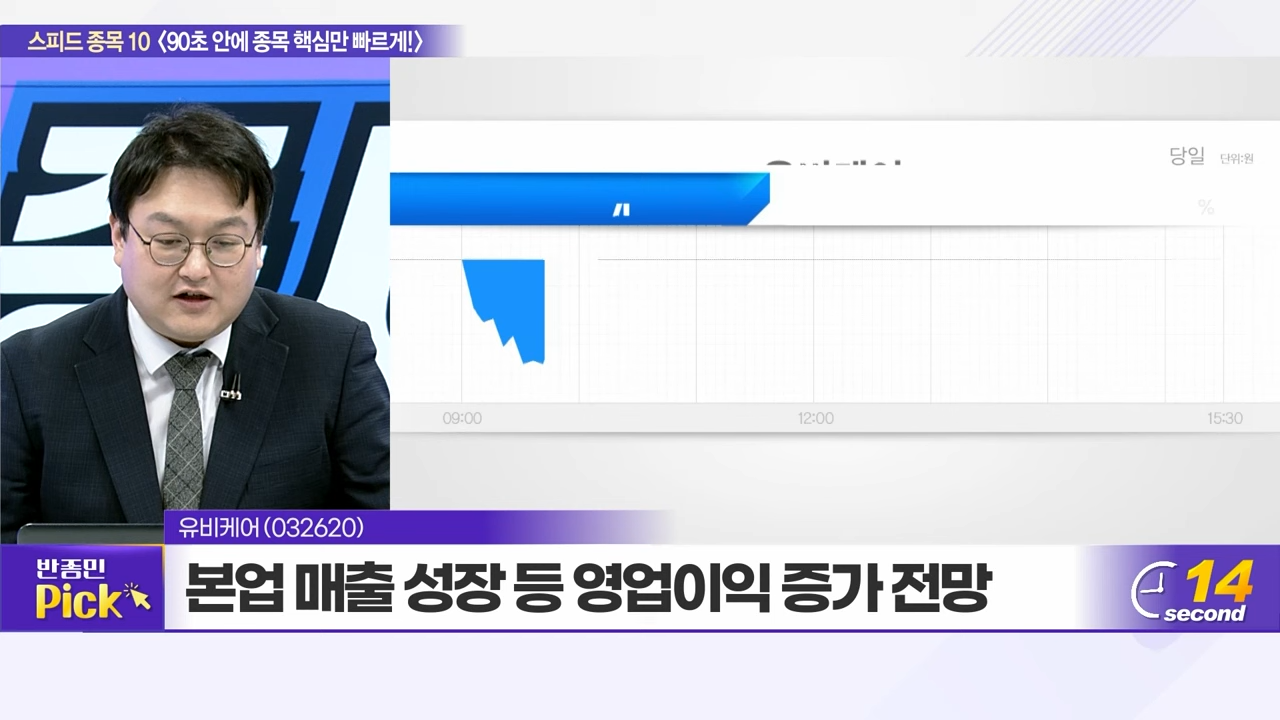 스피드 종목 10 〈90초 안에 종목 핵심만 빠르게!〉
당일 단위:원
%
09:00 12:00 15:30
유비케어(032620)
반종민
Pick
본업 매출 성장 등 영업이익 증가 전망
14
second